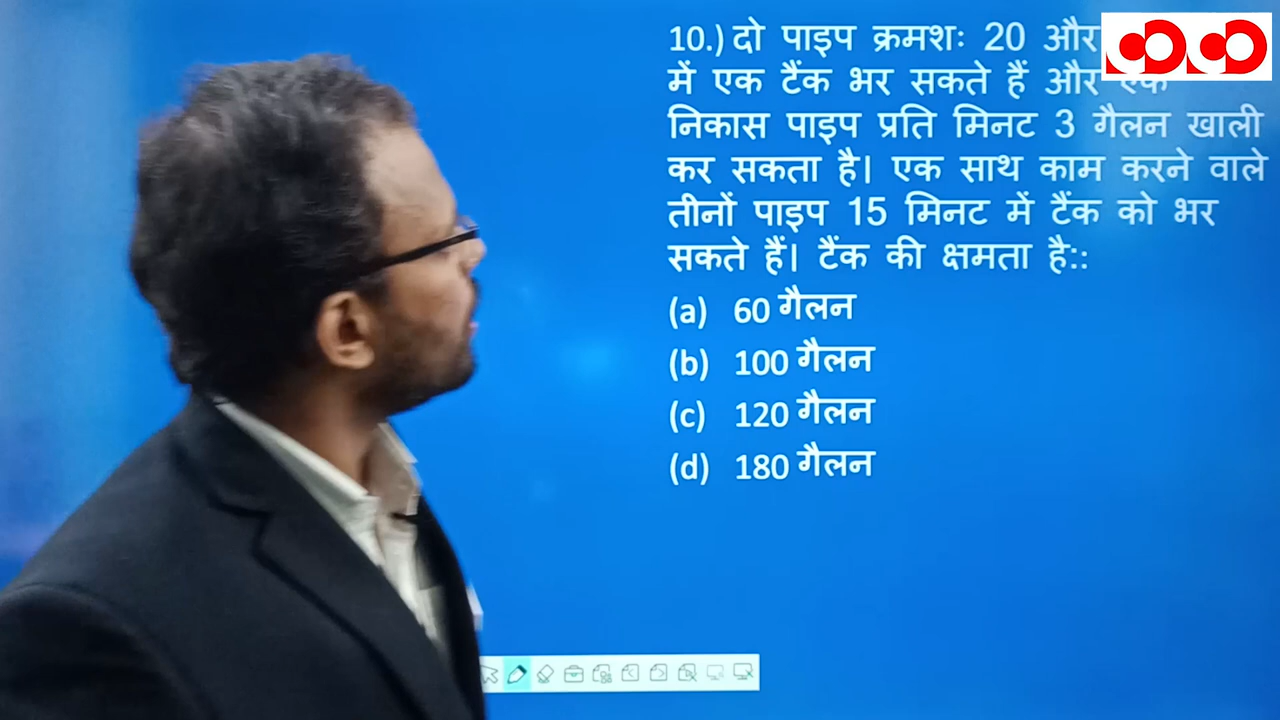 10.) दो पाइप क्रमशः 20 और
में एक टैंक भर सकते हैं और एक
निकास पाइप प्रति मिनट 3 गैलन खाली
कर सकता है। एक साथ काम करने वाले
तीनों पाइप 15 मिनट में टैंक को भर
सकते हैं। टैंक की क्षमता है::
(a) 60 गैलन
(b) 100 गैलन
(c) 120 गैलन
(d) 180 गैलन